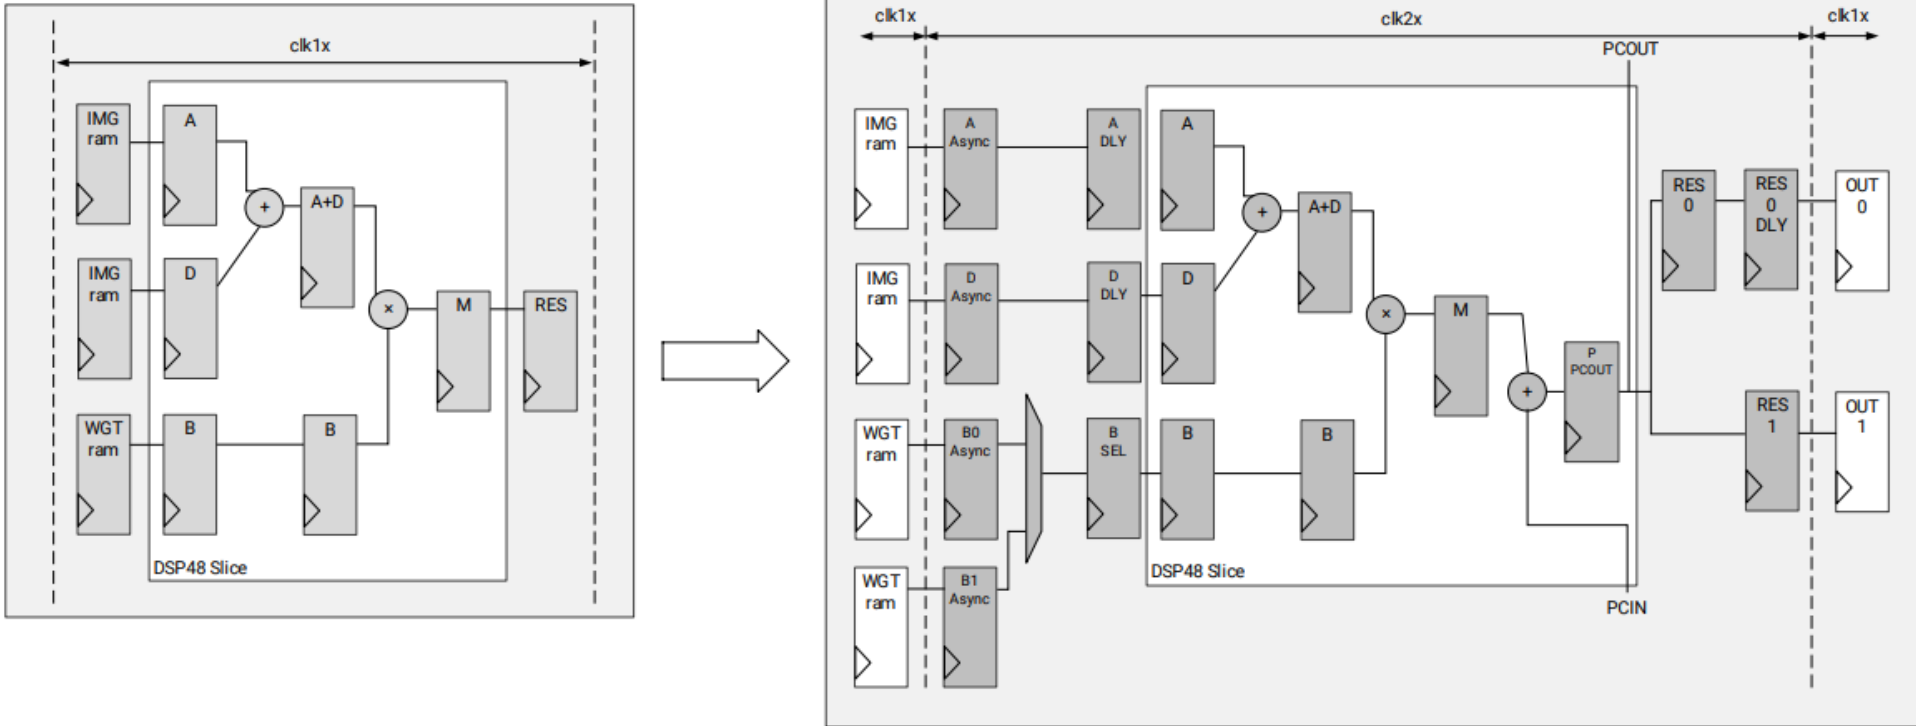 clk1x
IMG
ram
A
IMG
ram
D
+
A+D
×
M
RES
WGT
ram
B
B
DSP48 Slice
clk1x
clk2x
clk1x
PCOUT
IMG
ram
A
Async
A
DLY
A
IMG
ram
D
Async
D
DLY
D
+
A+D
×
M
WGT
ram
B0
Async
B
SEL
B
B
+
P
PCOUT
RES
0
RES
0
DLY
OUT
0
RES
1
OUT
1
WGT
ram
B1
Async
DSP48 Slice
PCIN